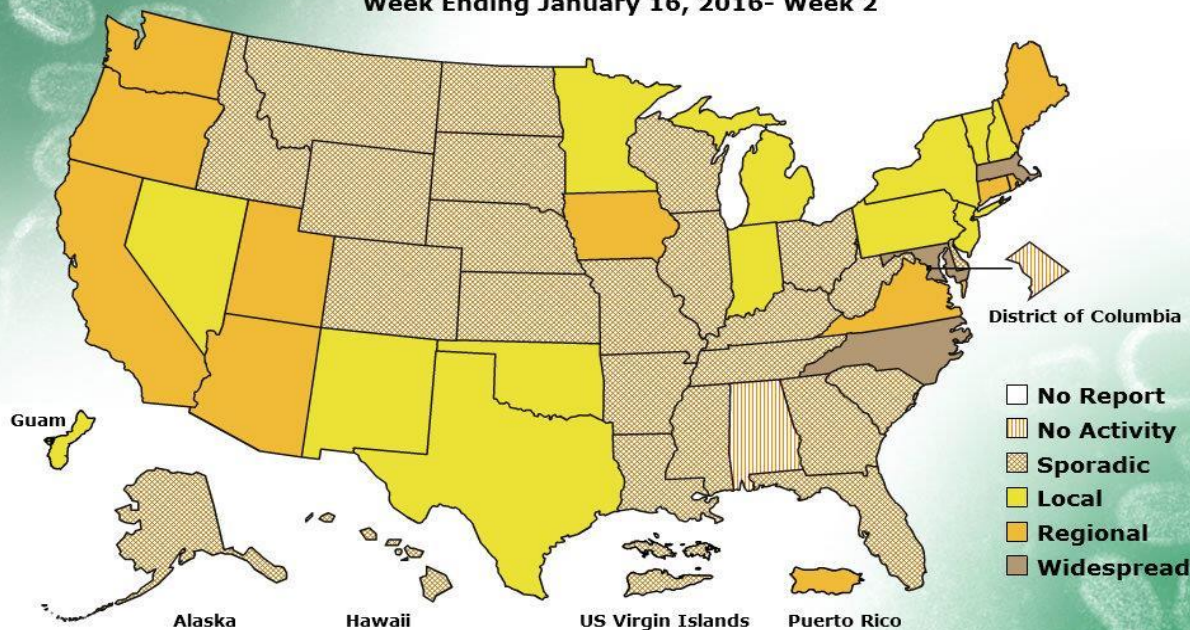 Week Ending January 16, 2016- Week 2
District of Columbia
No Report
Guam
No Activity
Sporadic
Local
Regional
Widespread
Alaska
Hawaii
US Virgin Islands
Puerto Rico